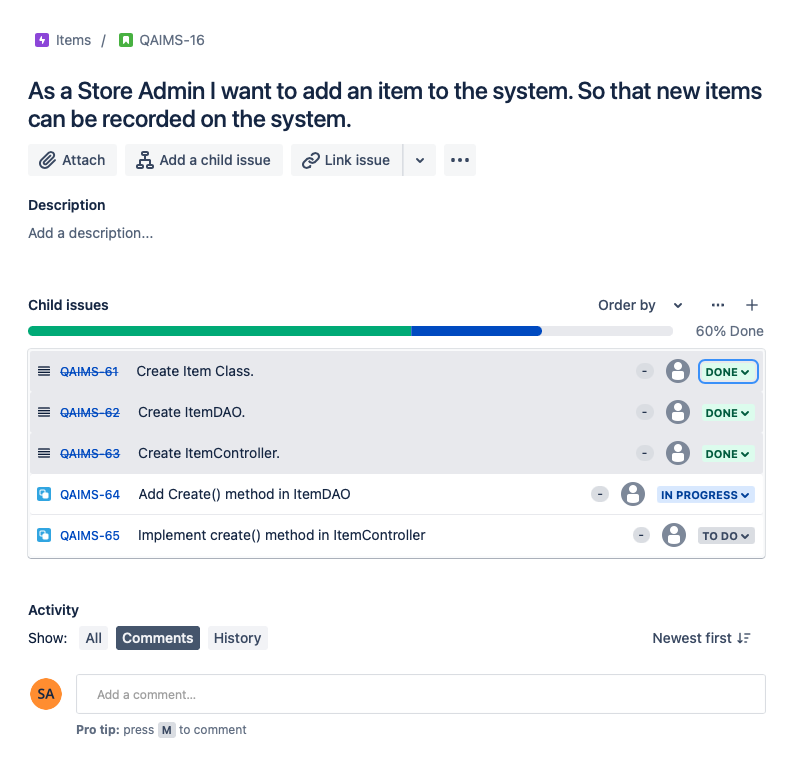 Items / QAIMS-16
As a Store Admin I want to add an item to the system. So that new items
can be recorded on the system.
Attach Add a child issue Link issue
Description
Add a description...
Child issues Order by
60% Done
QAIMS-61 Create Item Class. - DONE
QAIMS-62 Create ItemDAO. - DONE
QAIMS-63 Create ItemController. - DONE
QAIMS-64 Add Create() method in ItemDAO - IN PROGRESS
QAIMS-65 Implement create() method in ItemController - TO DO
Activity
Show: All Comments History Newest first
SA Add a comment...
Pro tip: press M to comment